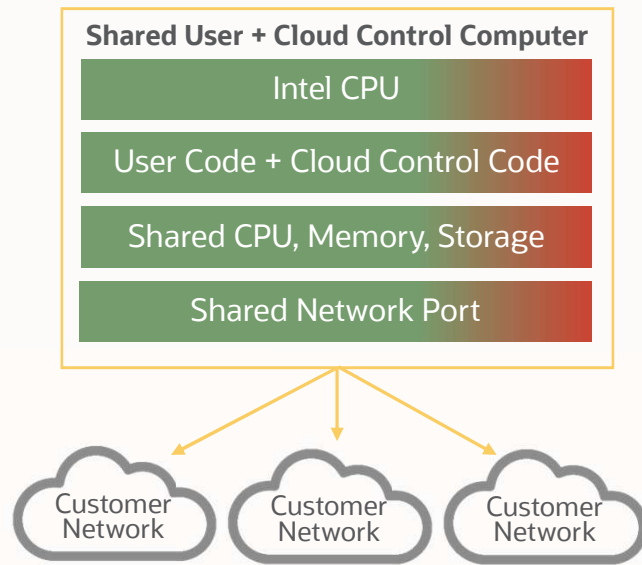 Shared User + Cloud Control Computer
Intel CPU
User Code + Cloud Control Code
Shared CPU, Memory, Storage
Shared Network Port
Customer
Network
Customer
Network
Customer
Network